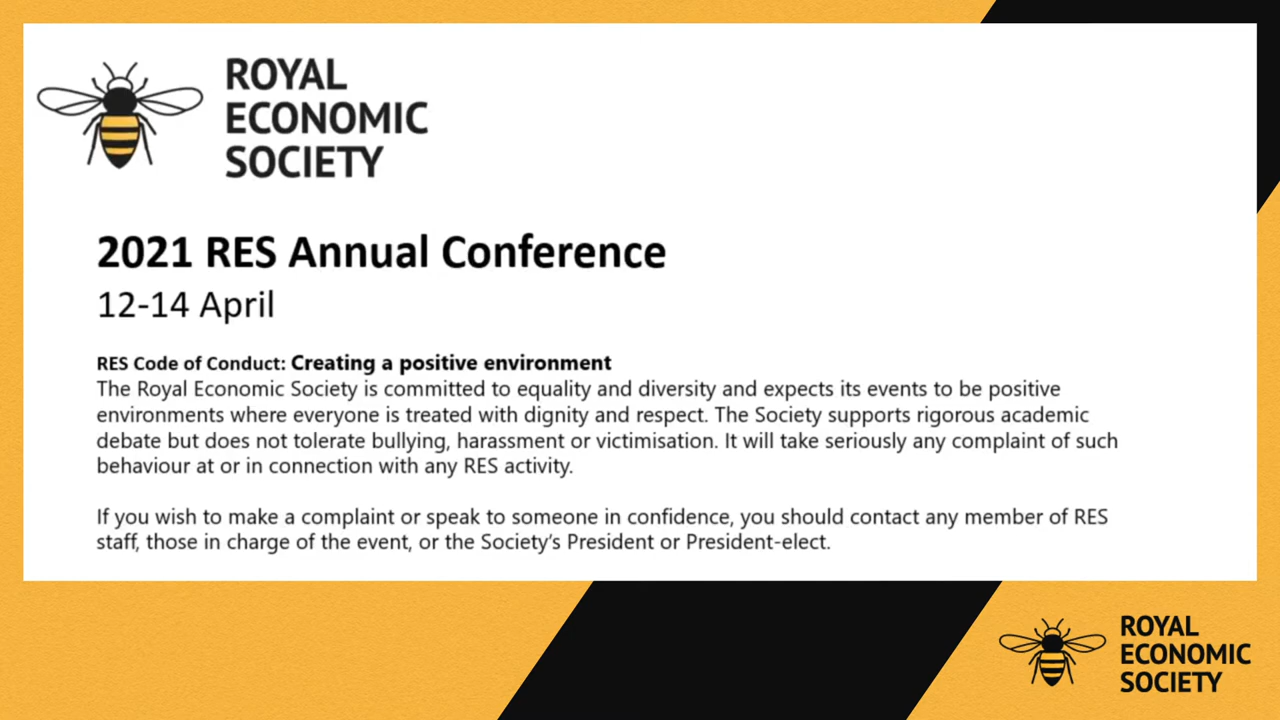 ROYAL
ECONOMIC
SOCIETY
2021 RES Annual Conference
12-14 April
RES Code of Conduct: Creating a positive environment
The Royal Economic Society is committed to equality and diversity and expects its events to be positive
environments where everyone is treated with dignity and respect. The Society supports rigorous academic
debate but does not tolerate bullying, harassment or victimisation. It will take seriously any complaint of such
behaviour at or in connection with any RES activity.
If you wish to make a complaint or speak to someone in confidence, you should contact any member of RES
staff, those in charge of the event, or the Society’s President or President-elect.
ROYAL
ECONOMIC
SOCIETY